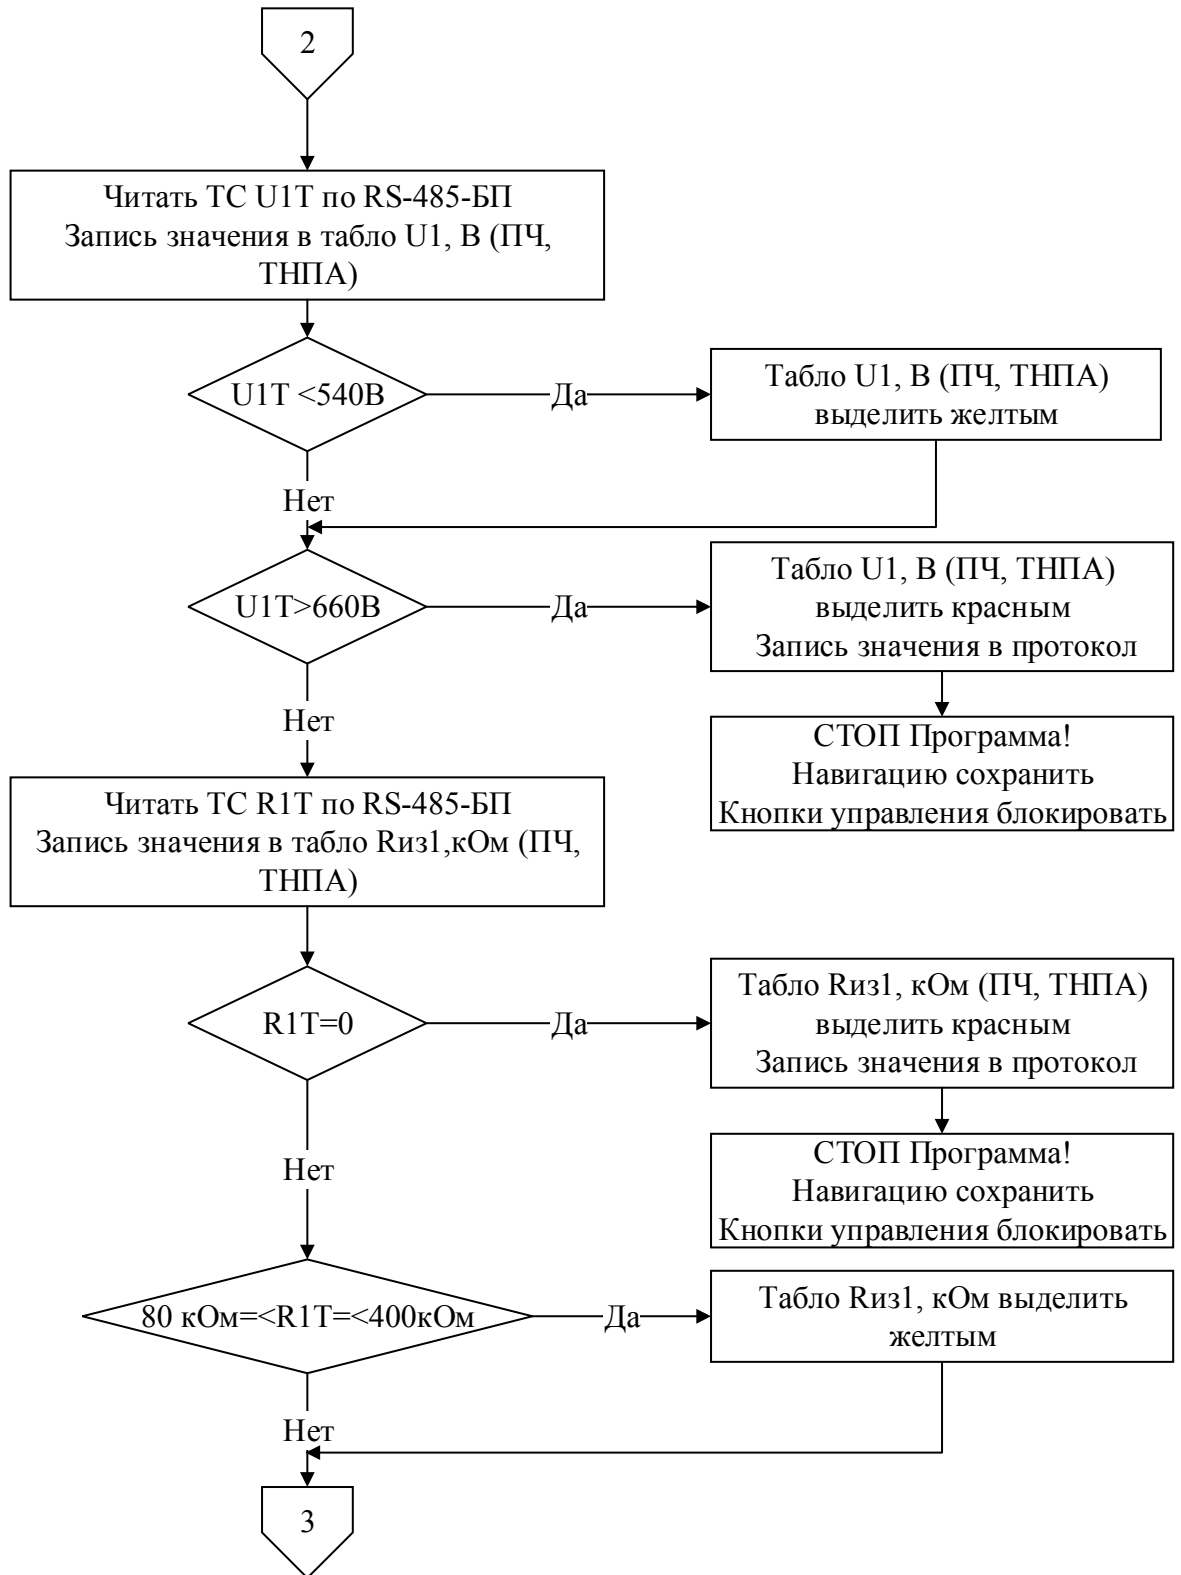 2
Читать ТС U1T по RS-485-БП
Запись значения в табло U1, В (ПЧ,
ТНПА)
U1T <540В
Да
Табло U1, В (ПЧ, ТНПА)
выделить желтым
Нет
U1T>660В
Да
Табло U1, В (ПЧ, ТНПА)
выделить красным
Запись значения в протокол
СТОП Программа!
Навигацию сохранить
Кнопки управления блокировать
Нет
Читать ТС R1T по RS-485-БП
Запись значения в табло Rиз1,кОм (ПЧ,
ТНПА)
R1T=0
Да
Табло Rиз1, кОм (ПЧ, ТНПА)
выделить красным
Запись значения в протокол
СТОП Программа!
Навигацию сохранить
Кнопки управления блокировать
Нет
80 кОм=<R1T=<400кОм
Да
Табло Rиз1, кОм выделить
желтым
Нет
3